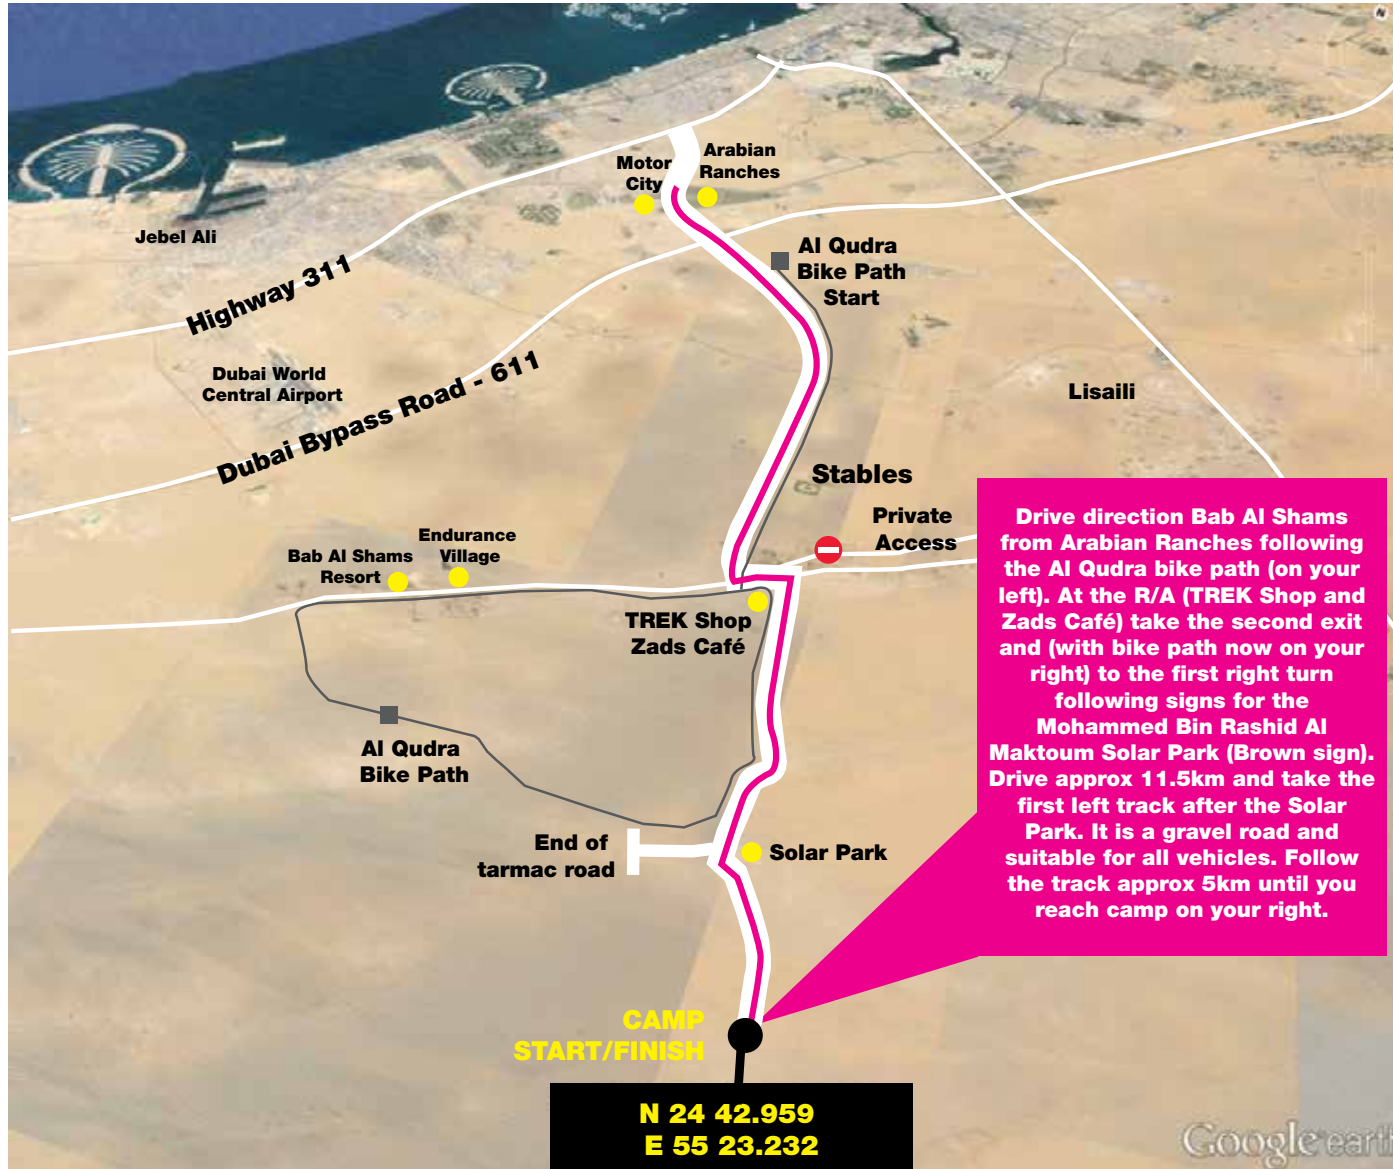 N
Arabian
Ranches
Motor
City
Jebel Ali
Al Qudra
Bike Path
Start
Highway 311
Dubai World
Central Airport
Dubai Bypass Road - 611
Lisaili
Stables
Private
Access
Endurance
Village
Bab Al Shams
Resort
TREK Shop
Zads Café
Al Qudra
Bike Path
End of
tarmac road
Solar Park
Drive direction Bab Al Shams
from Arabian Ranches following
the Al Qudra bike path (on your
left). At the R/A (TREK Shop and
Zads Café) take the second exit
and (with bike path now on your
right) to the first right turn
following signs for the
Mohammed Bin Rashid Al
Maktoum Solar Park (Brown sign).
Drive approx 11.5km and take the
first left track after the Solar
Park. It is a gravel road and
suitable for all vehicles. Follow
the track approx 5km until you
reach camp on your right.
CAMP
START/FINISH
N 24 42.959
E 55 23.232
Google earth